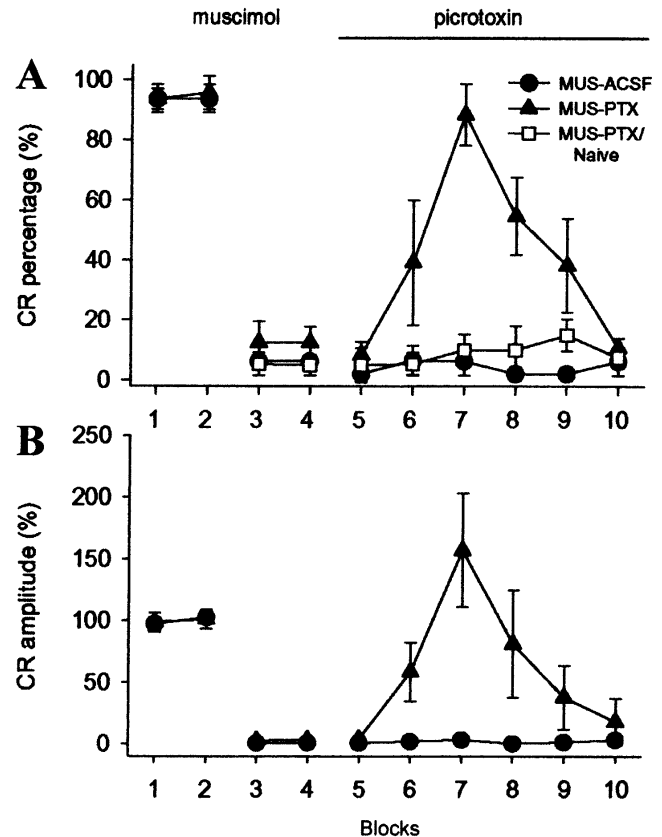 muscimol picrotoxin
A
CR percentage (%)
100
80
60
40
20
0
MUS-ACSF
MUS-PTX
MUS-PTX/
Naive
1 2 3 4 5 6 7 8 9 10
B
CR amplitude (%)
250
200
150
100
50
0
1 2 3 4 5 6 7 8 9 10
Blocks